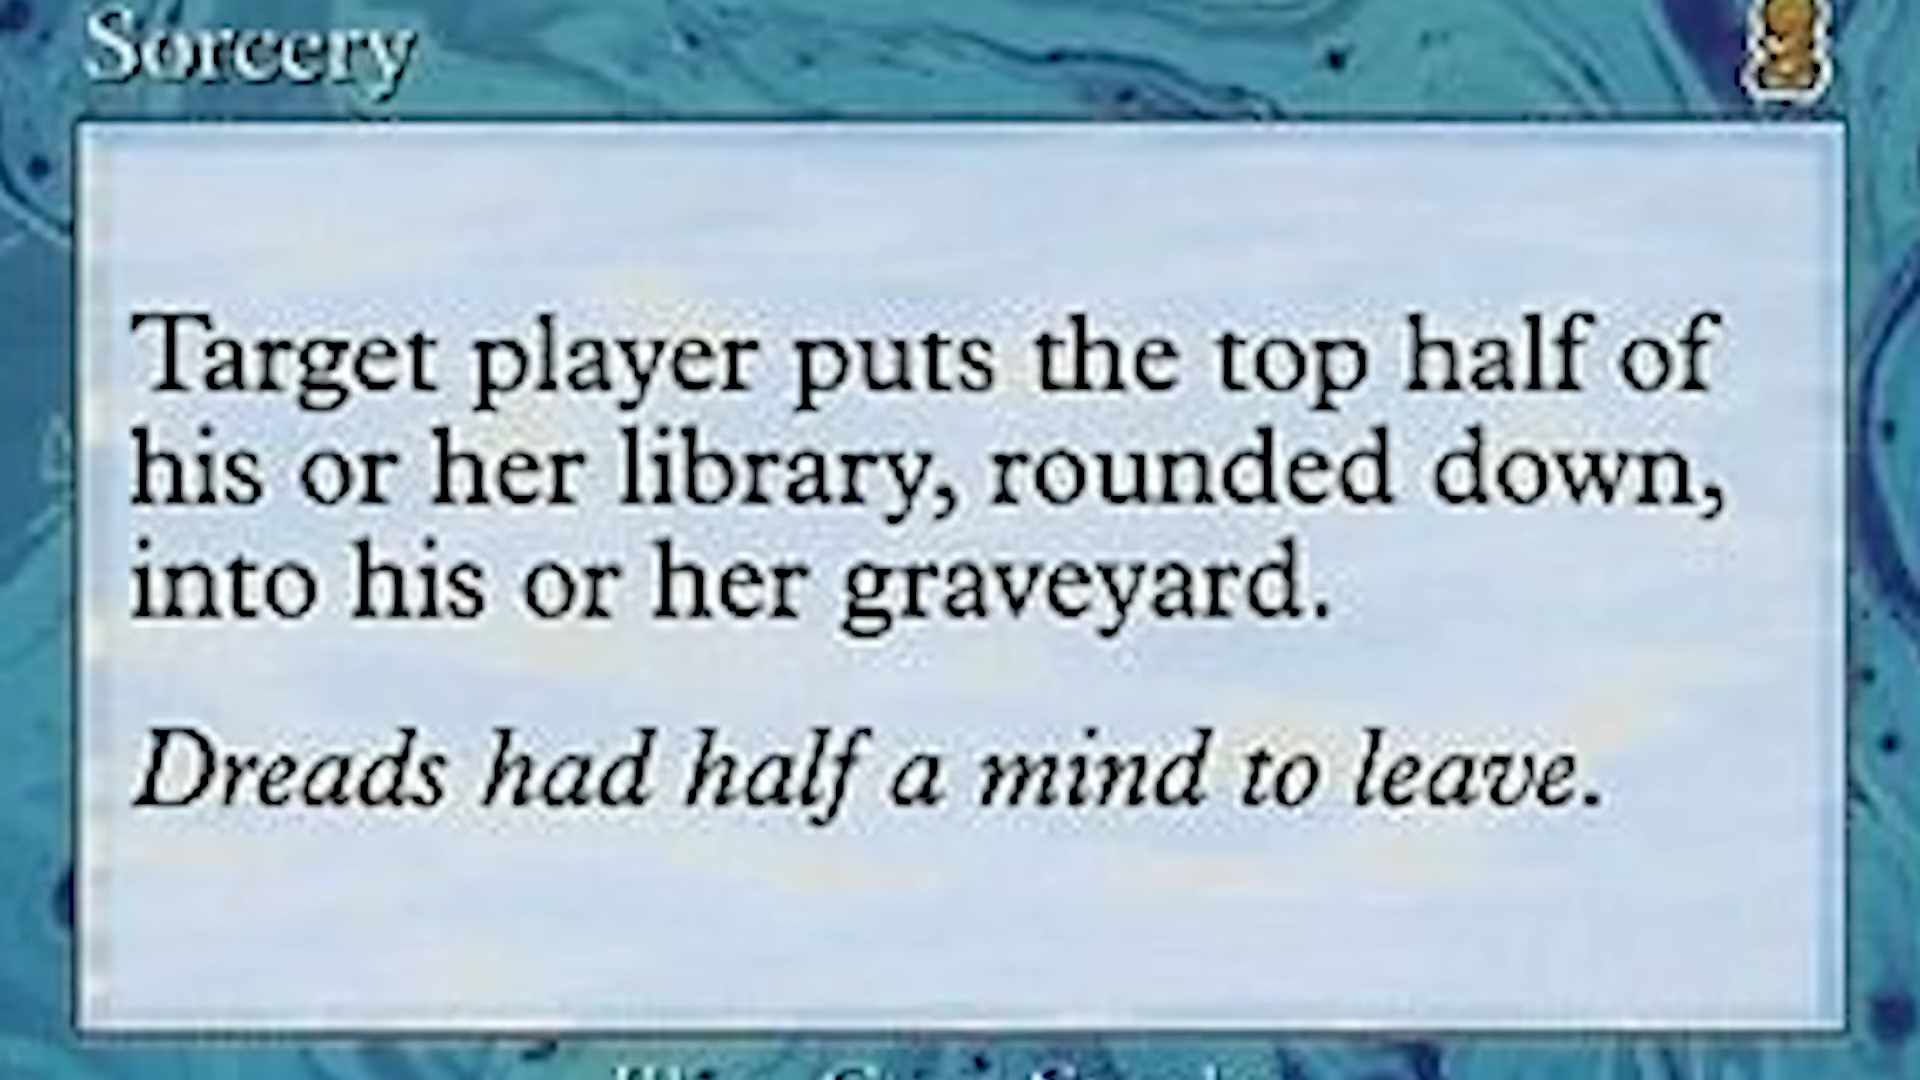 Sorcery
Target player puts the top half of
his or her library, rounded down,
into his or her graveyard.
Dreads had half a mind to leave.